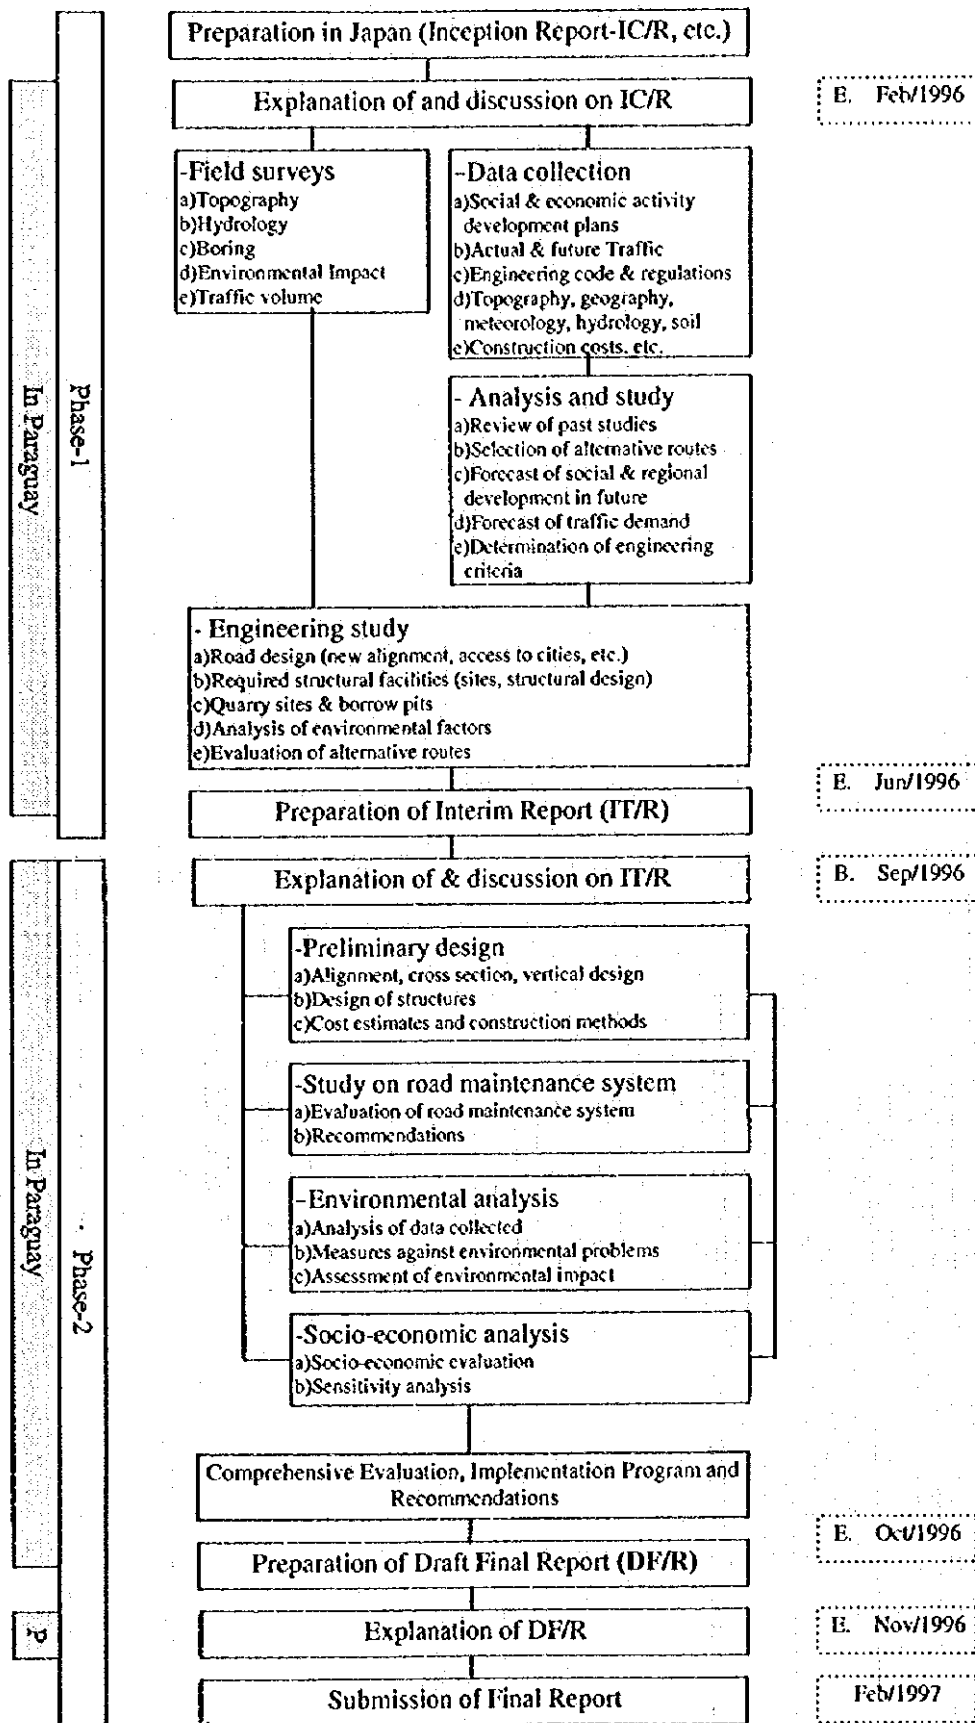 Preparation in Japan (Inception Report-IC/R, etc.)
Explanation of and discussion on IC/R
E. Feb/1996
-Field surveys
a)Topography
b)Hydrology
c)Boring
d)Environmental Impact
e)Traffic volume
-Data collection
a)Social & economic activity
development plans
b)Actual & future Traffic
c)Engineering code & regulations
d)Topography, geography,
meteorology, hydrology, soil
e)Construction costs. etc.
- Analysis and study
a)Review of past studies
b)Selection of alternative routes
c)Forecast of social & regional
development in future
d)Forecast of traffic demand
e)Determination of engineering
criteria
Phase-1
In Paraguay
- Engineering study
a)Road design (new alignment, access to cities, etc.)
b)Required structural facilities (sites, structural design)
c)Quarry sites & borrow pits
d)Analysis of environmental factors
e)Evaluation of alternative routes
E. Jun/1996
Preparation of Interim Report (IT/R)
Explanation of & discussion on IT/R
B. Sep/1996
-Preliminary design
a)Alignment, cross section, vertical design
b)Design of structures
c)Cost estimates and construction methods
-Study on road maintenance system
a)Evaluation of road maintenance system
b)Recommendations
-Environmental analysis
a)Analysis of data collected
b)Measures against environmental problems
c)Assessment of environmental impact
In Paraguay
Phase-2
-Socio-economic analysis
a)Socio-economic evaluation
b)Sensitivity analysis
Comprehensive Evaluation, Implementation Program and
Recommendations
E. Oct/1996
Preparation of Draft Final Report (DF/R)
P.
Explanation of DF/R
E. Nov/1996
Submission of Final Report
Feb/1997